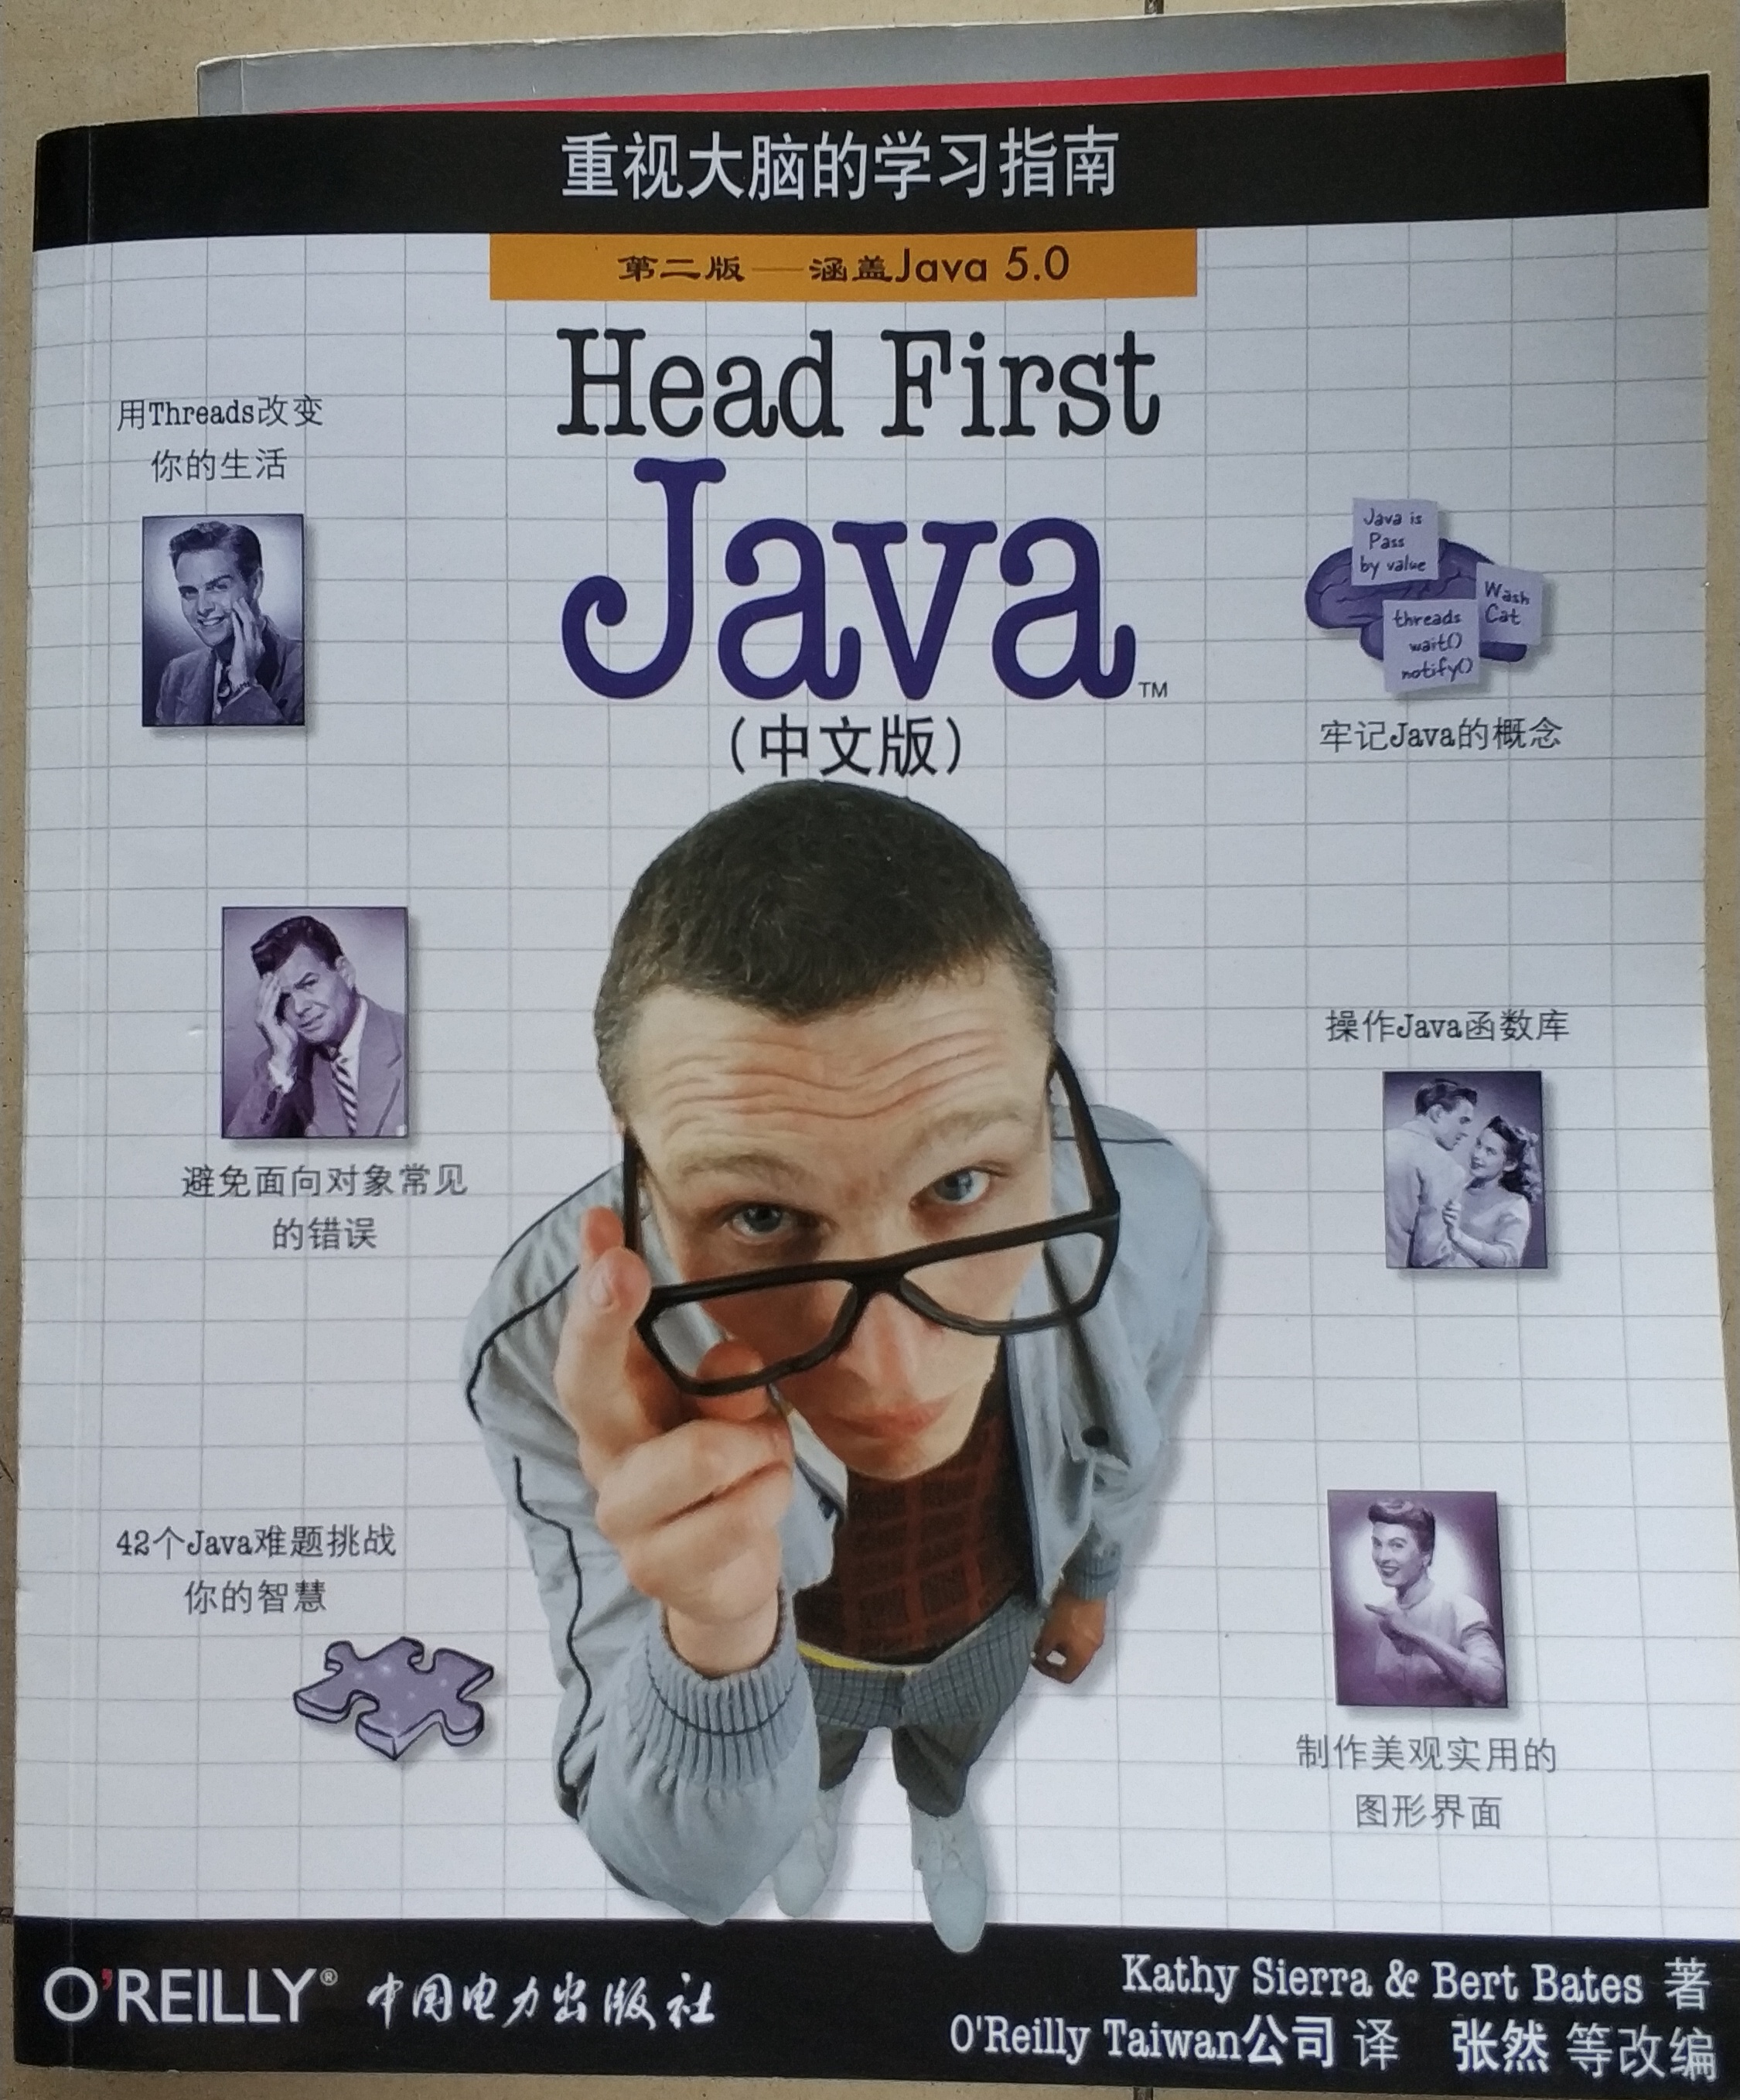 重视大脑的学习指南
第二版——涵盖Java 5.0
Head First
Java™
（中文版）
用Threads改变
你的生活
Java is
Pass
by value
Wash
Cat
threads
wait()
notify()
牢记Java的概念
避免面向对象常见
的错误
操作Java函数库
42个Java难题挑战
你的智慧
制作美观实用的
图形界面
O'REILLY® 中国电力出版社
Kathy Sierra & Bert Bates 著
O'Reilly Taiwan公司 译 张然 等改编